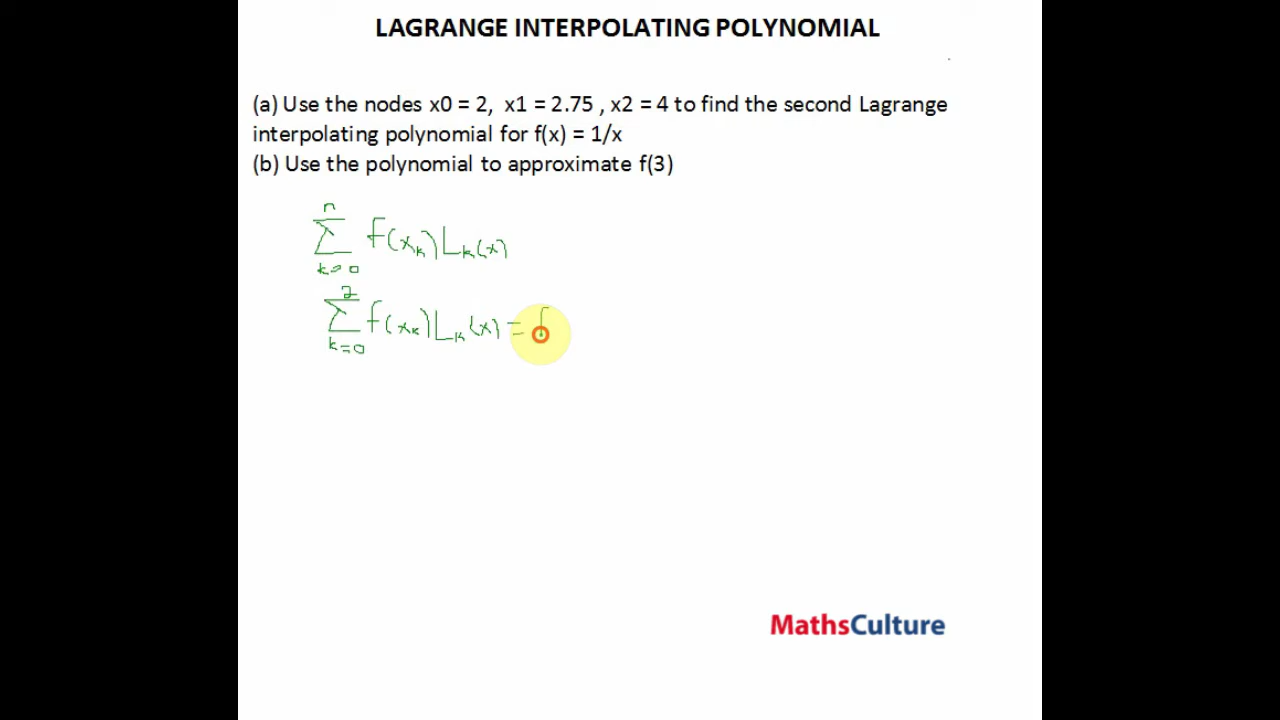 LAGRANGE INTERPOLATING POLYNOMIAL
(a) Use the nodes x0 = 2, x1 = 2.75 , x2 = 4 to find the second Lagrange
interpolating polynomial for f(x) = 1/x
(b) Use the polynomial to approximate f(3)
n
∑ f(xₖ)Lₖ(x)
k=0
2
∑ f(xₖ)Lₖ(x) = f
k=0
MathsCulture